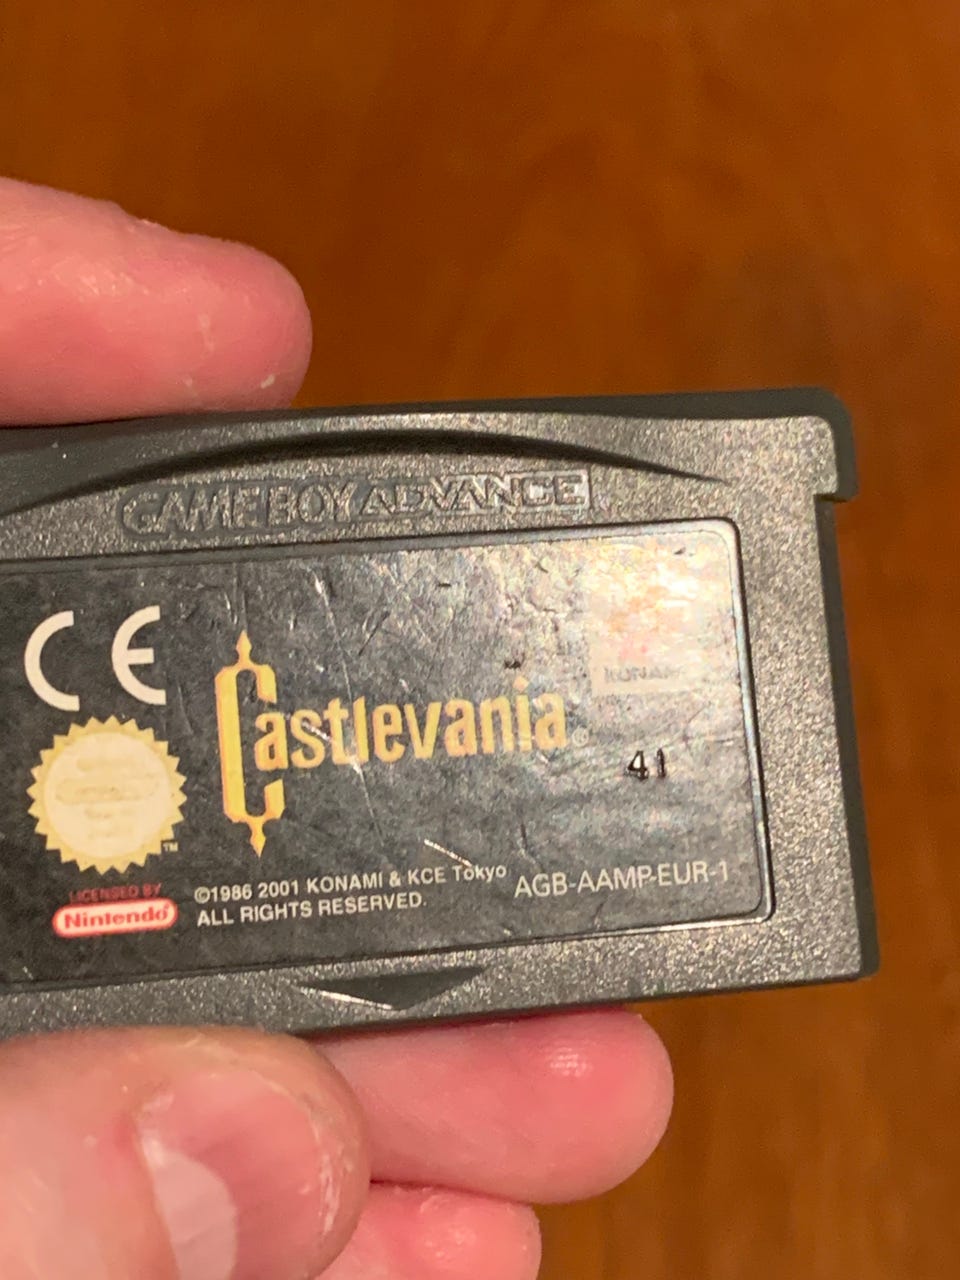 GAME BOY ADVANCE
CE
Castlevania
KONAMI
41
TM
LICENSED BY
Nintendo
©1986 2001 KONAMI & KCE Tokyo
ALL RIGHTS RESERVED.
AGB-AAMP-EUR-1